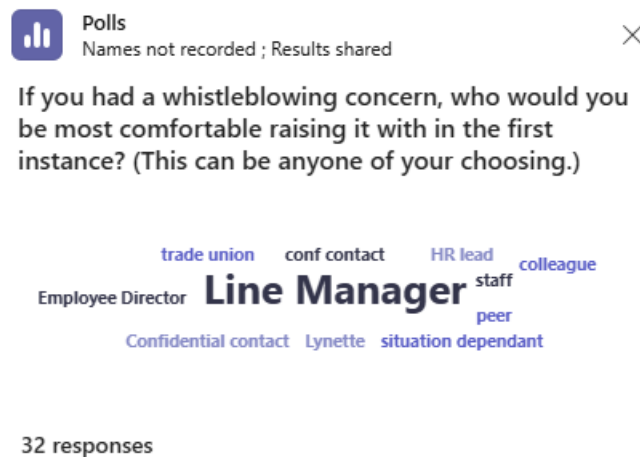 Polls
Names not recorded ; Results shared
If you had a whistleblowing concern, who would you
be most comfortable raising it with in the first
instance? (This can be anyone of your choosing.)
trade union conf contact HR lead colleague
Employee Director Line Manager staff
peer
Confidential contact Lynette situation dependant
32 responses